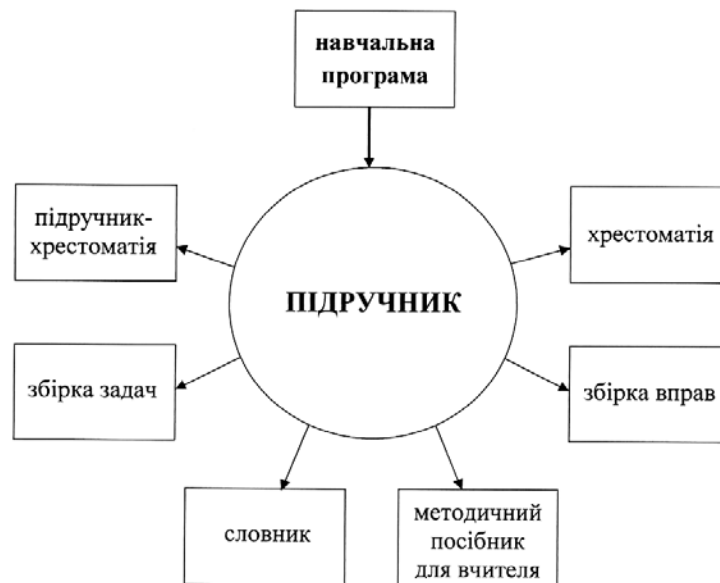 навчальна
програма
підручник-
хрестоматія
хрестоматія
ПІДРУЧНИК
збірка задач
збірка вправ
словник
методичний
посібник
для вчителя